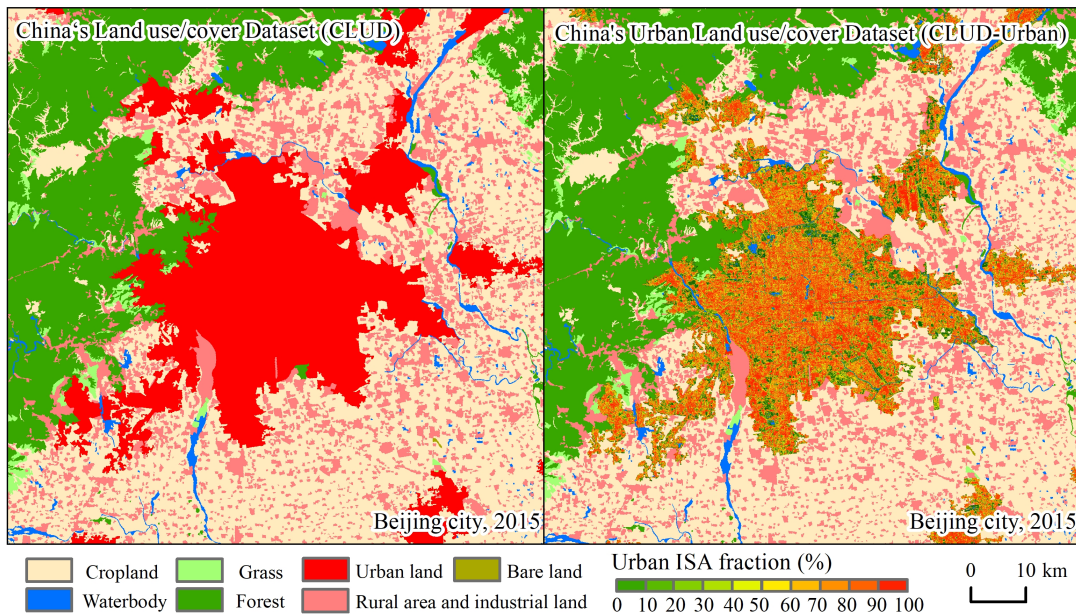 China‘s Land use/cover Dataset (CLUD)
China's Urban Land use/cover Dataset (CLUD-Urban)
Beijing city, 2015
Beijing city, 2015
Cropland Grass Urban land Bare land
Waterbody Forest Rural area and industrial land
Urban ISA fraction (%)
0 10 20 30 40 50 60 70 80 90 100
0 10 km